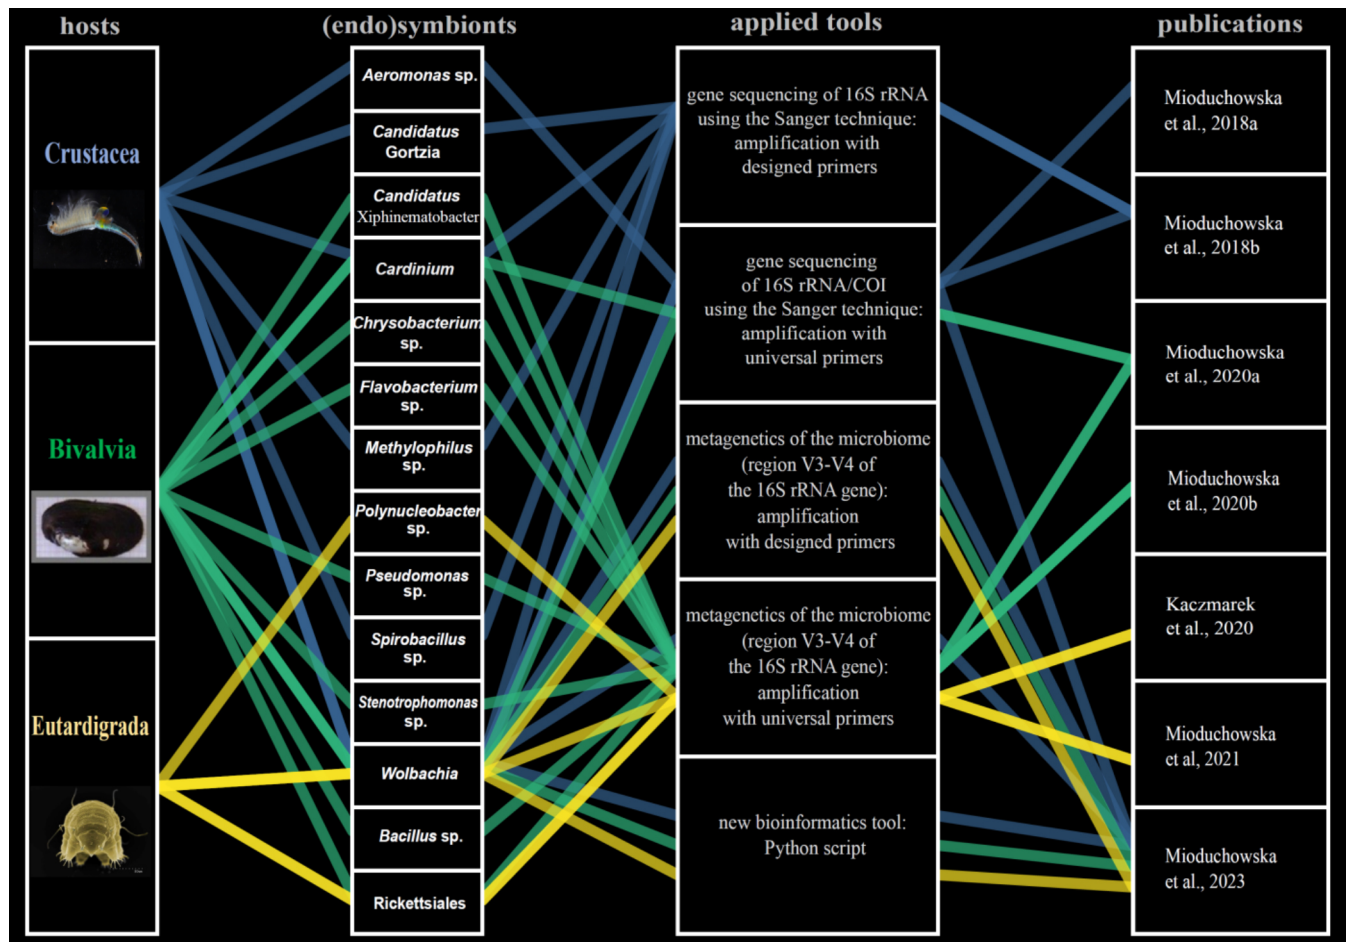 hosts
(endo)symbionts
applied tools
publications
Crustacea
Bivalvia
Eutardigrada
Aeromonas sp.
Candidatus
Gortzia
Candidatus
Xiphinematobacter
Cardinium
Chrysobacterium
sp.
Flavobacterium
sp.
Methylophilus
sp.
Polynucleobacter
sp.
Pseudomonas
sp.
Spirobacillus
sp.
Stenotrophomonas
sp.
Wolbachia
Bacillus sp.
Rickettsiales
gene sequencing of 16S rRNA
using the Sanger technique:
amplification with
designed primers
gene sequencing
of 16S rRNA/COI
using the Sanger technique:
amplification with
universal primers
metagenetics of the microbiome
(region V3-V4 of
the 16S rRNA gene):
amplification
with designed primers
metagenetics of the microbiome
(region V3-V4 of
the 16S rRNA gene):
amplification
with universal primers
new bioinformatics tool:
Python script
Mioduchowska
et al., 2018a
Mioduchowska
et al., 2018b
Mioduchowska
et al., 2020a
Mioduchowska
et al., 2020b
Kaczmarek
et al., 2020
Mioduchowska
et al, 2021
Mioduchowska
et al., 2023